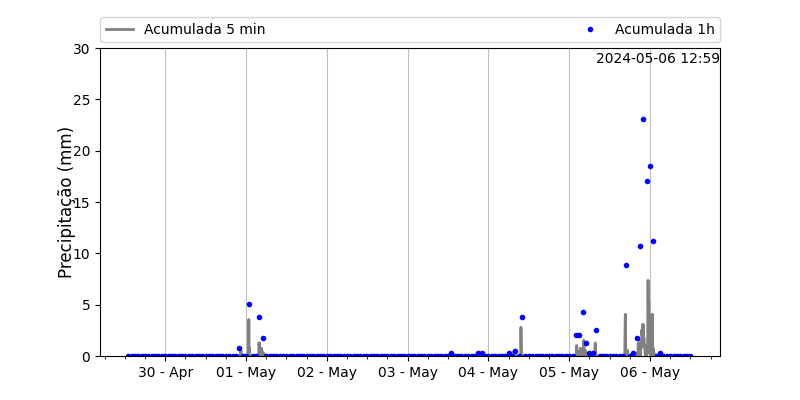 Acumulada 5 min Acumulada 1h
2024-05-06 12:59
Precipitação (mm)
30
25
20
15
10
5
0
30 - Apr 01 - May 02 - May 03 - May 04 - May 05 - May 06 - May